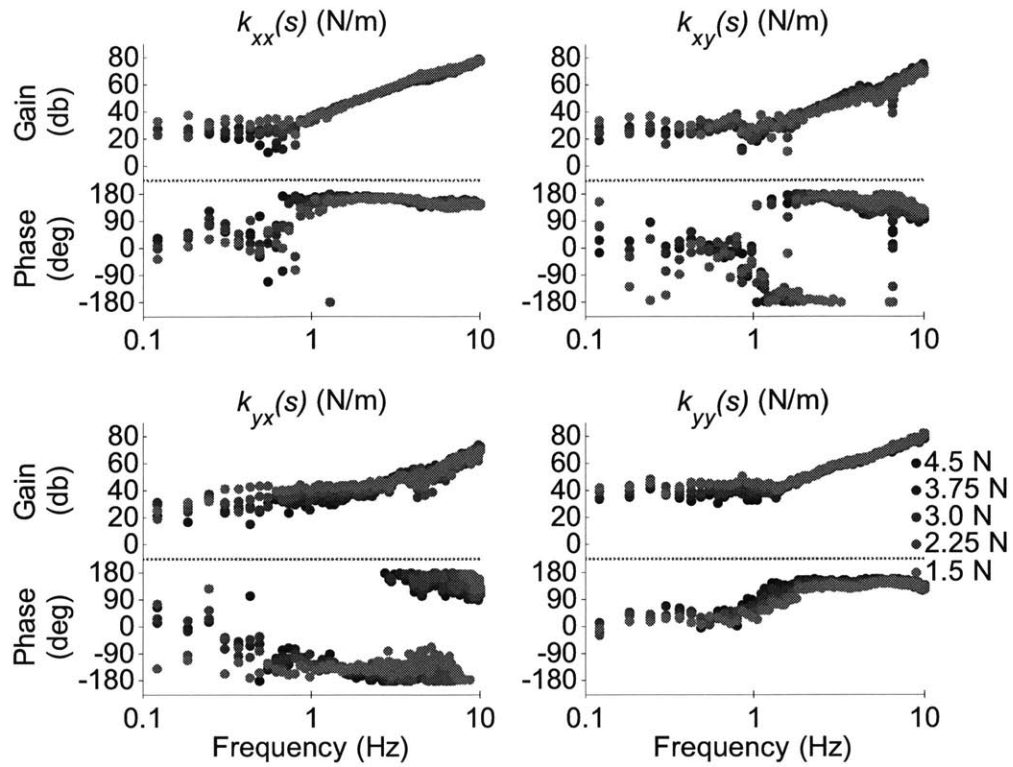 k_xx(s) (N/m)
k_xy(s) (N/m)
Gain
(db)
80
60
40
20
0
80
60
40
20
0
Phase
(deg)
180
90
0
-90
-180
180
90
0
-90
-180
0.1
1
10
0.1
1
10
k_yx(s) (N/m)
k_yy(s) (N/m)
Gain
(db)
80
60
40
20
0
80
60
40
20
0
4.5 N
3.75 N
3.0 N
2.25 N
1.5 N
Phase
(deg)
180
90
0
-90
-180
180
90
0
-90
-180
0.1
1
10
0.1
1
10
Frequency (Hz)
Frequency (Hz)